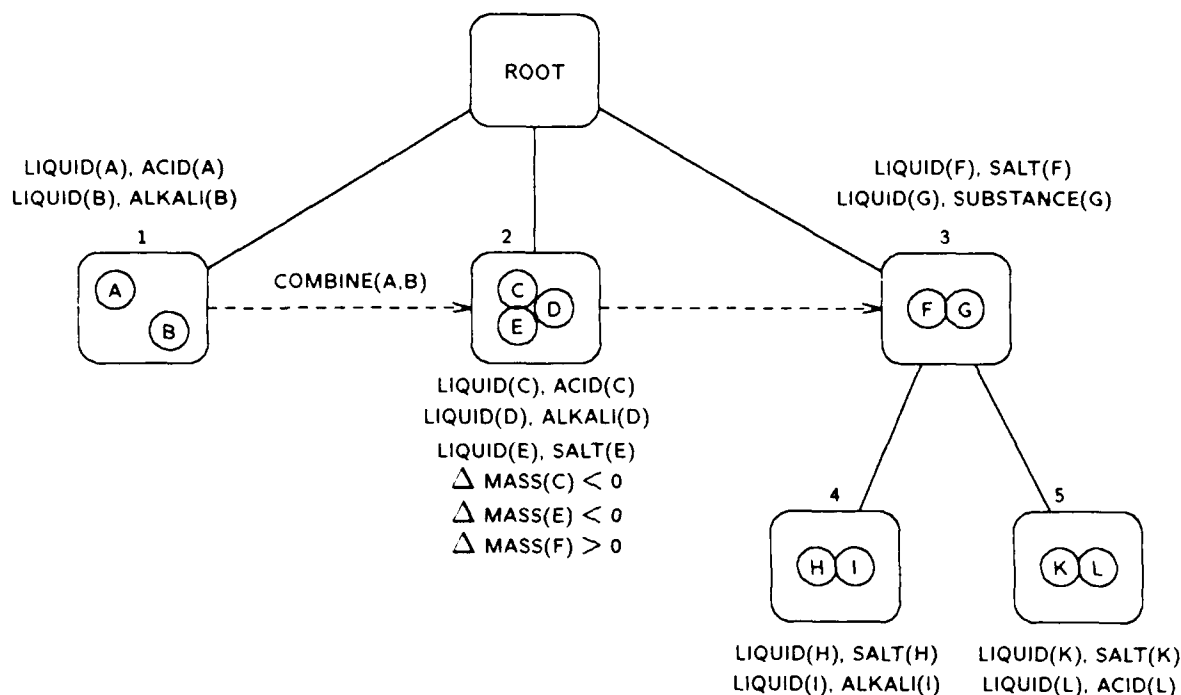 ROOT
LIQUID(A), ACID(A)
LIQUID(B), ALKALI(B)
LIQUID(F), SALT(F)
LIQUID(G), SUBSTANCE(G)
1
2
3
A
B
COMBINE(A,B)
C
D
E
F
G
LIQUID(C), ACID(C)
LIQUID(D), ALKALI(D)
LIQUID(E), SALT(E)
Δ MASS(C) < 0
Δ MASS(E) < 0
Δ MASS(F) > 0
4
5
H
I
K
L
LIQUID(H), SALT(H)
LIQUID(I), ALKALI(I)
LIQUID(K), SALT(K)
LIQUID(L), ACID(L)